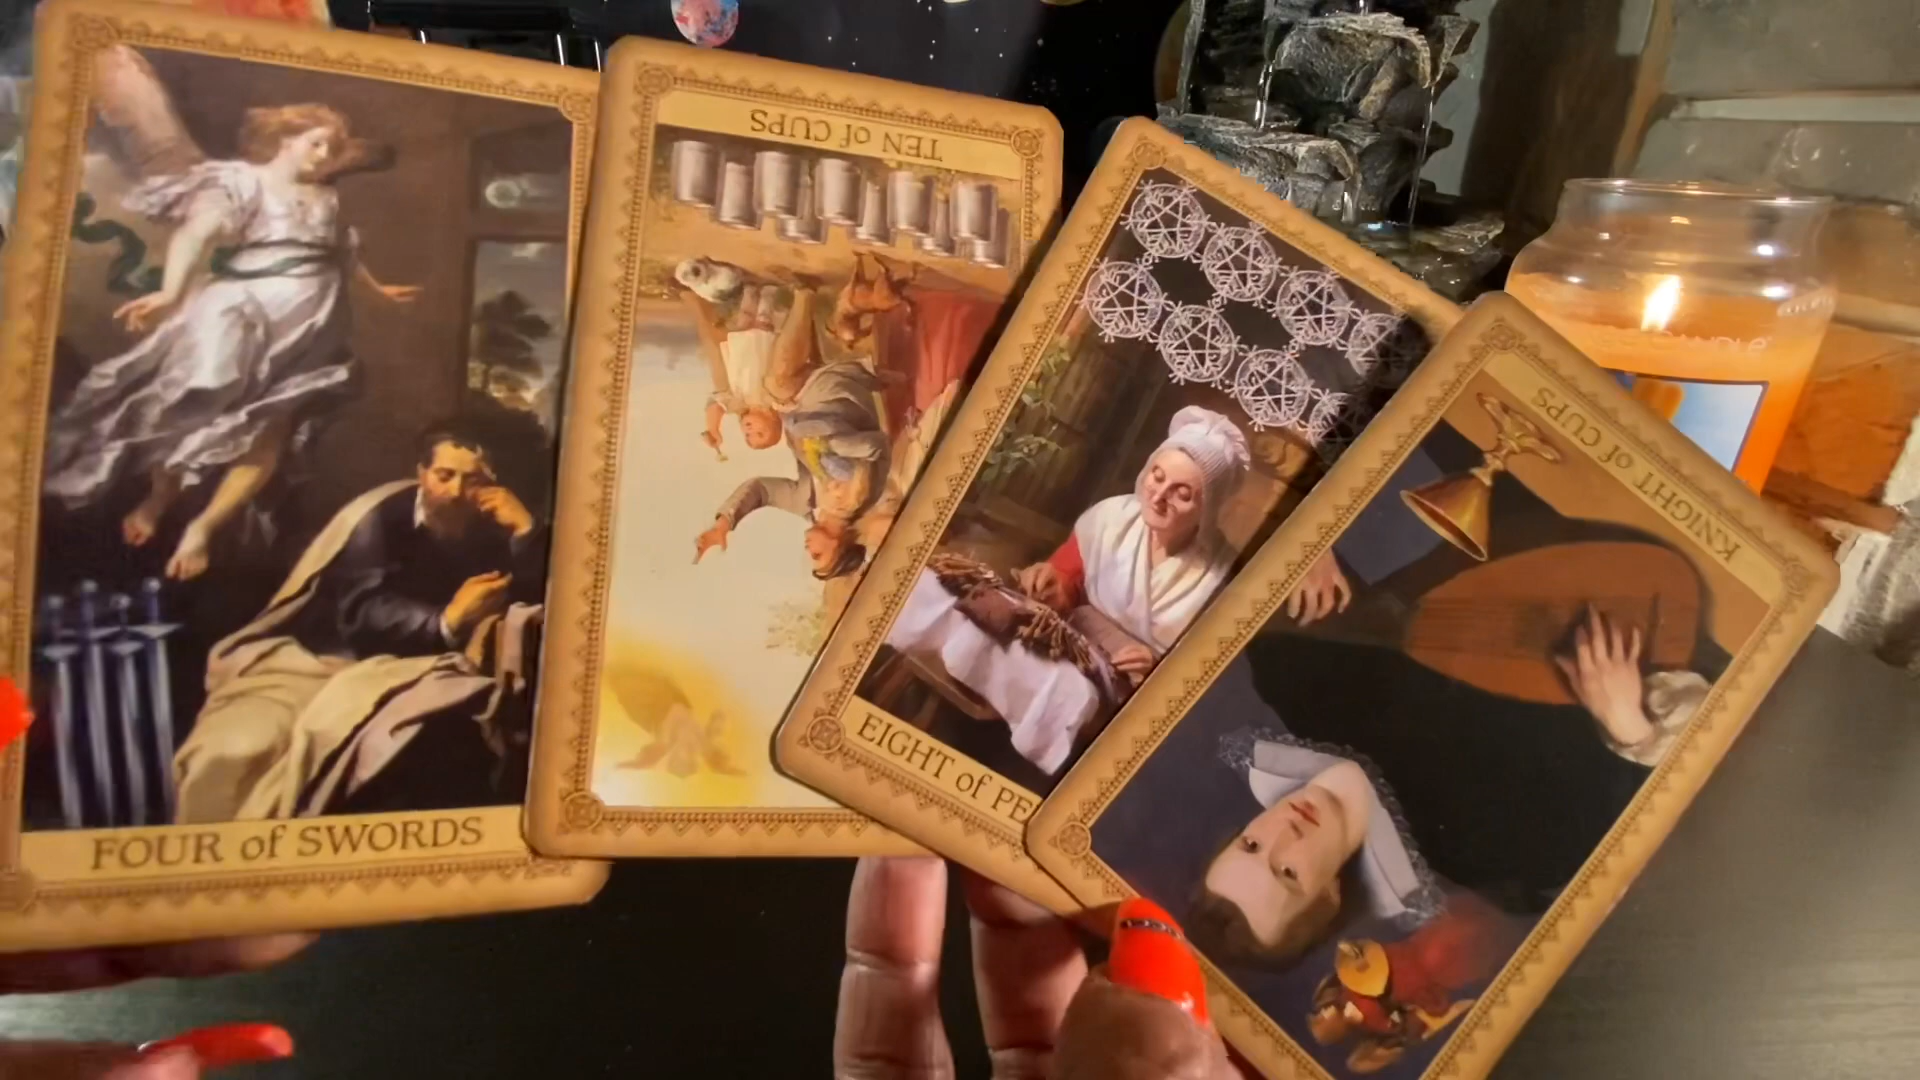 FOUR of SWORDS
TEN of CUPS
EIGHT of PE
KNIGHT of CUPS